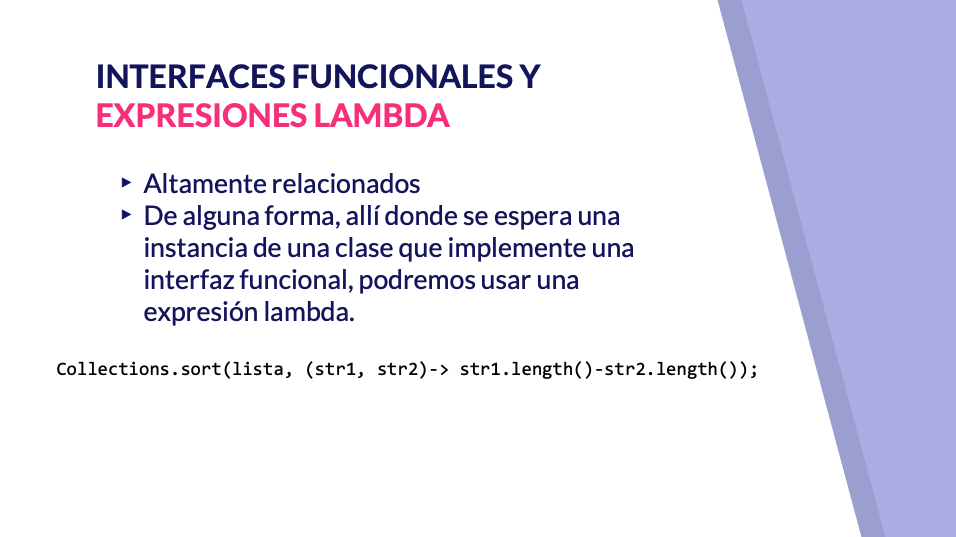 INTERFACES FUNCIONALES Y
EXPRESIONES LAMBDA
▸ Altamente relacionados
▸ De alguna forma, allí donde se espera una
instancia de una clase que implemente una
interfaz funcional, podremos usar una
expresión lambda.
Collections.sort(lista, (str1, str2)-> str1.length()-str2.length());